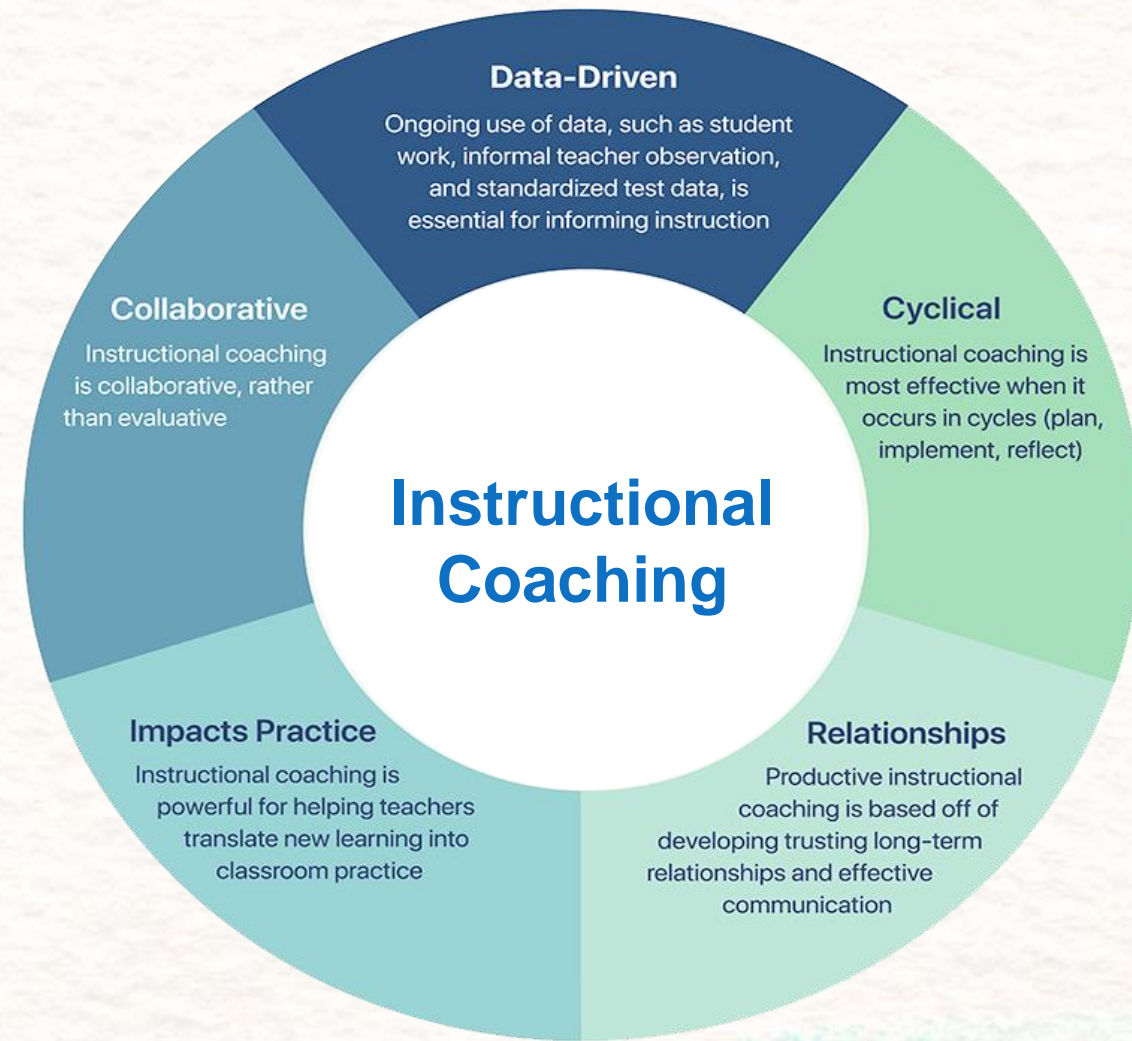 Data-Driven
Ongoing use of data, such as student
work, informal teacher observation,
and standardized test data, is
essential for informing instruction
Cyclical
Instructional coaching is
most effective when it
occurs in cycles (plan,
implement, reflect)
Relationships
Productive instructional
coaching is based off of
developing trusting long-term
relationships and effective
communication
Impacts Practice
Instructional coaching is
powerful for helping teachers
translate new learning into
classroom practice
Collaborative
Instructional coaching
is collaborative, rather
than evaluative
Instructional
Coaching